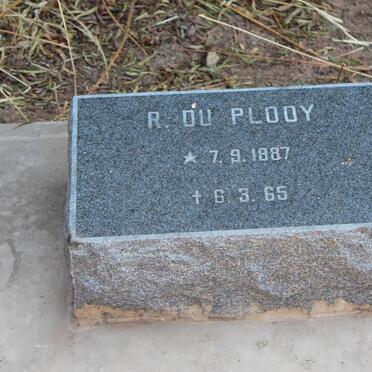 R. DU PLOOY
★ 7. 9. 1887
✝ 6. 3. 65